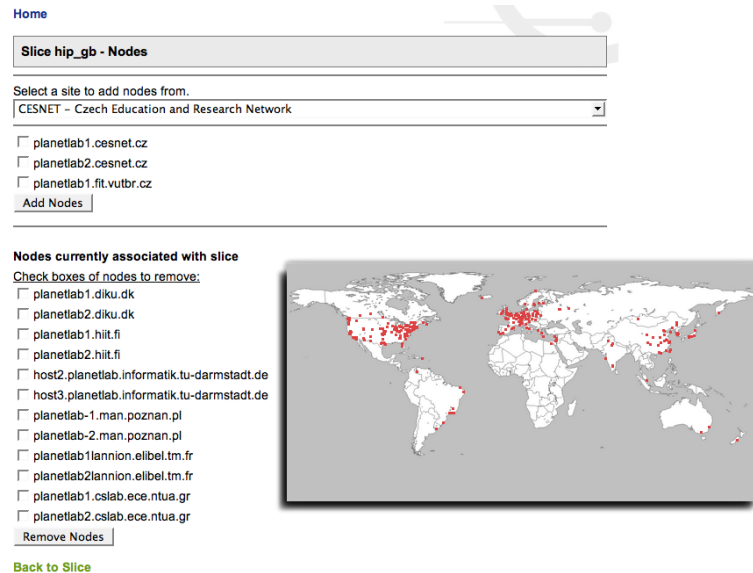 Home
Slice hip_gb - Nodes
Select a site to add nodes from.
CESNET – Czech Education and Research Network
planetlab1.cesnet.cz
planetlab2.cesnet.cz
planetlab1.fit.vutbr.cz
Add Nodes
Nodes currently associated with slice
Check boxes of nodes to remove:
planetlab1.diku.dk
planetlab2.diku.dk
planetlab1.hiit.fi
planetlab2.hiit.fi
host2.planetlab.informatik.tu-darmstadt.de
host3.planetlab.informatik.tu-darmstadt.de
planetlab-1.man.poznan.pl
planetlab-2.man.poznan.pl
planetlab1lannion.elibel.tm.fr
planetlab2lannion.elibel.tm.fr
planetlab1.cslab.ece.ntua.gr
planetlab2.cslab.ece.ntua.gr
Remove Nodes
Back to Slice